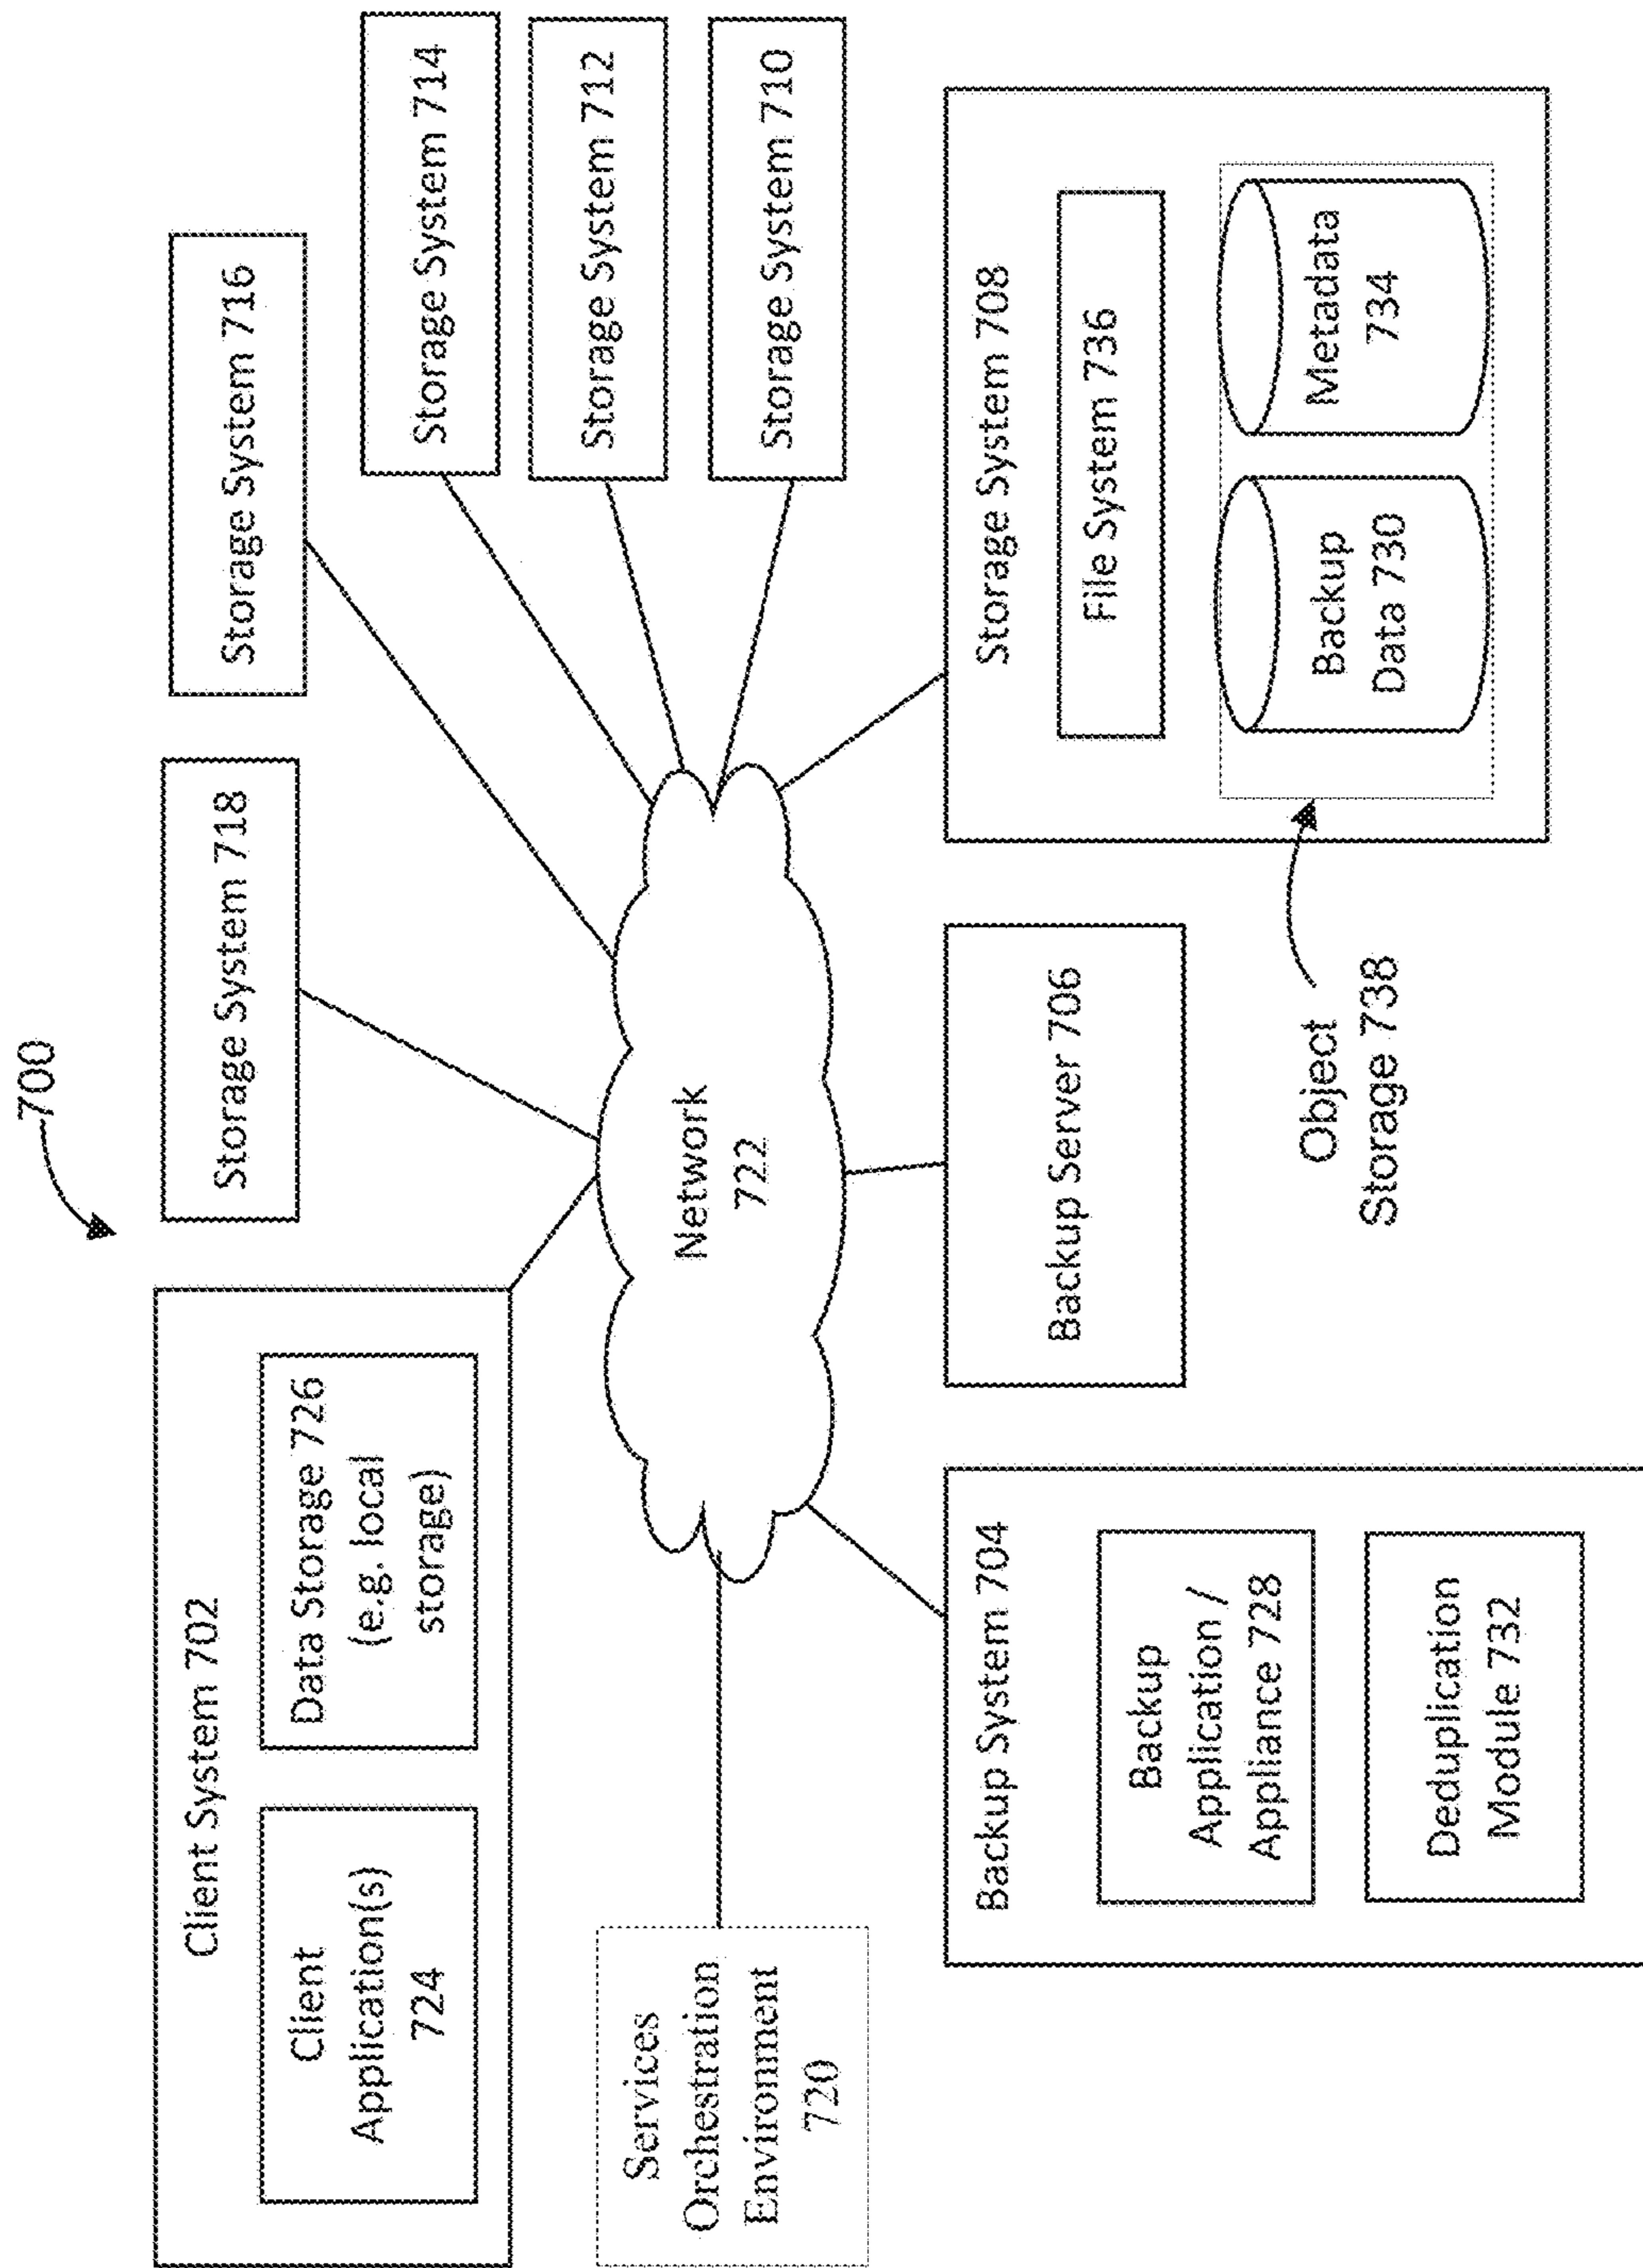 700
Client System 702
Client
Application(s)
724
Data Storage 726
(e.g. local
storage)
Storage System 718
Storage System 716
Storage System 714
Storage System 712
Storage System 710
Services
Orchestration
Environment
720
Network
722
Backup System 704
Backup
Application /
Appliance 728
Deduplication
Module 732
Backup Server 706
Storage System 708
File System 736
Backup
Data 730
Metadata
734
Object
Storage 738